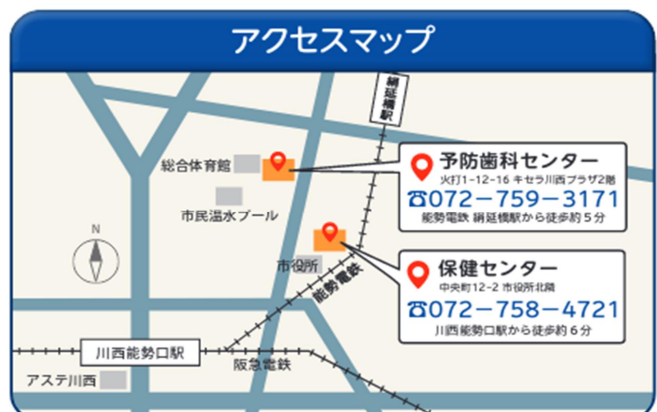 アクセスマップ
絹延橋駅
総合体育館
予防歯科センター
火打1-12-16 キセラ川西プラザ2階
☎072-759-3171
能勢電鉄 絹延橋駅から徒歩約5分
市民温水プール
N
市役所
能勢電鉄
保健センター
中央町12-2 市役所北隣
☎072-758-4721
川西能勢口駅から徒歩約6分
川西能勢口駅
阪急電鉄
アステ川西